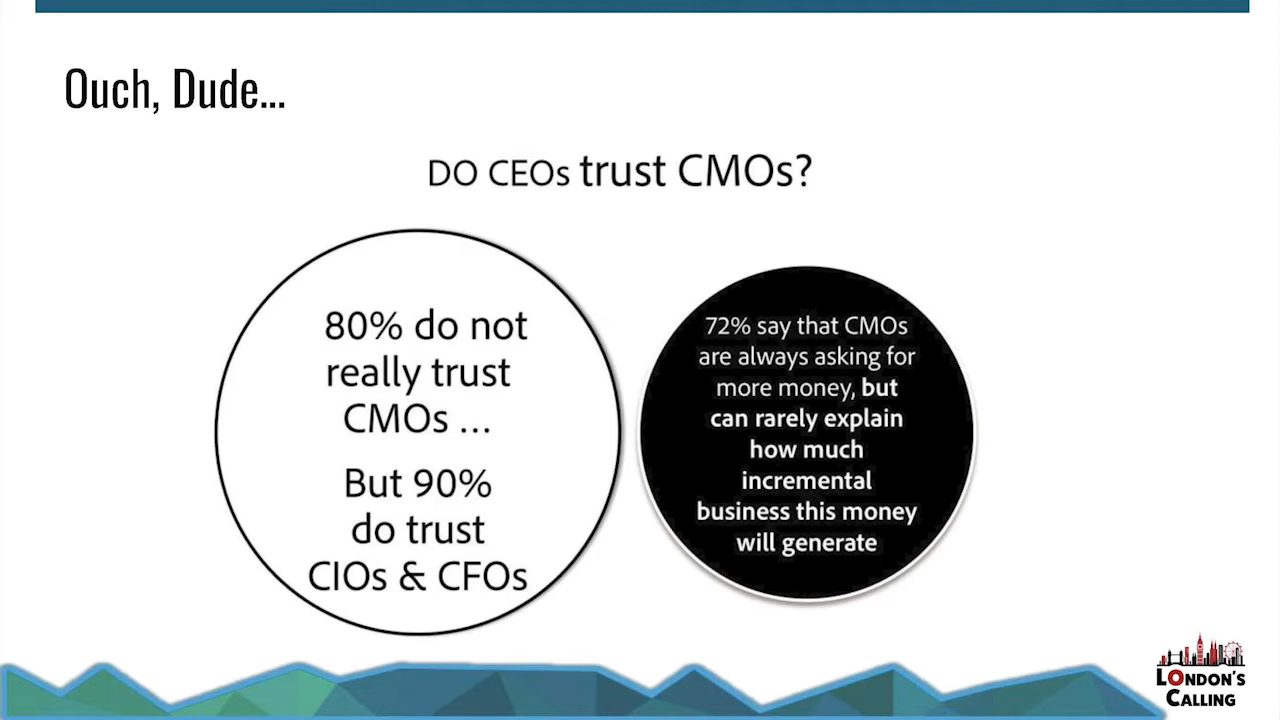 Ouch, Dude...
DO CEOs trust CMOs?
80% do not
really trust
CMOs ...
But 90%
do trust
CIOs & CFOs
72% say that CMOs
are always asking for
more money, but
can rarely explain
how much
incremental
business this money
will generate
LONDON'S
CALLING